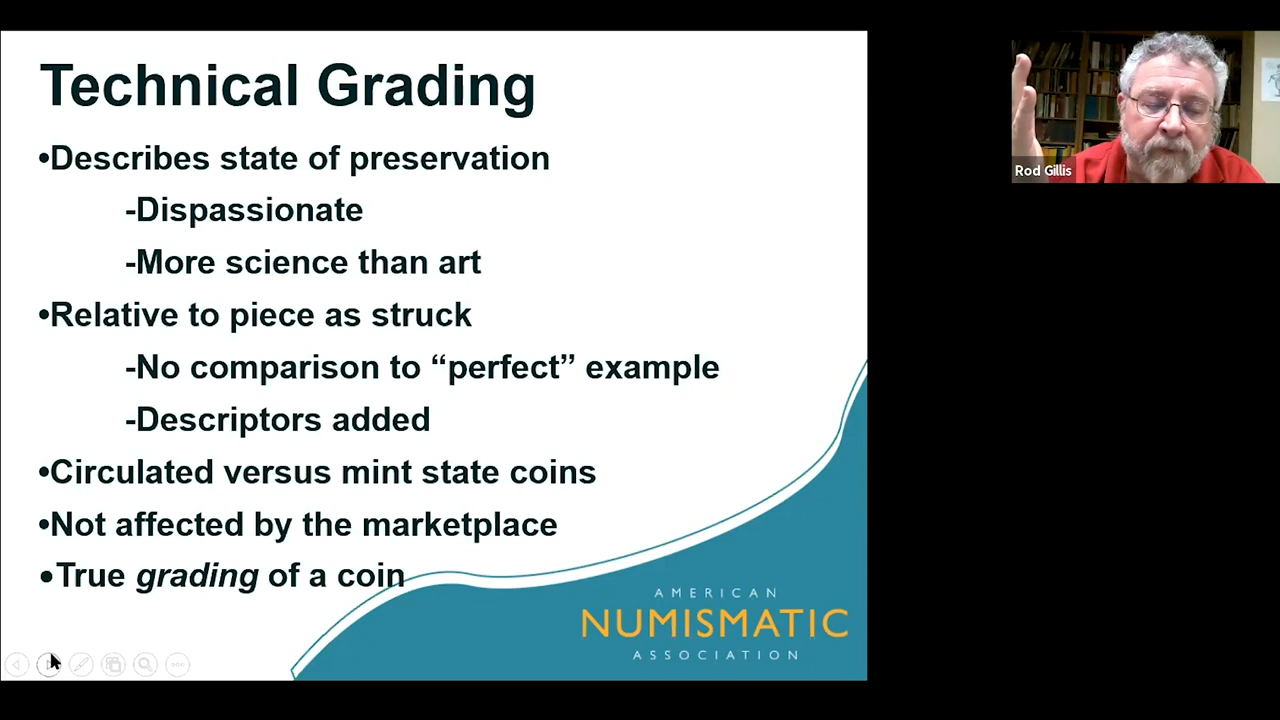 Technical Grading
•Describes state of preservation
-Dispassionate
-More science than art
•Relative to piece as struck
-No comparison to “perfect” example
-Descriptors added
•Circulated versus mint state coins
•Not affected by the marketplace
•True grading of a coin
AMERICAN
NUMISMATIC
ASSOCIATION
Rod Gillis